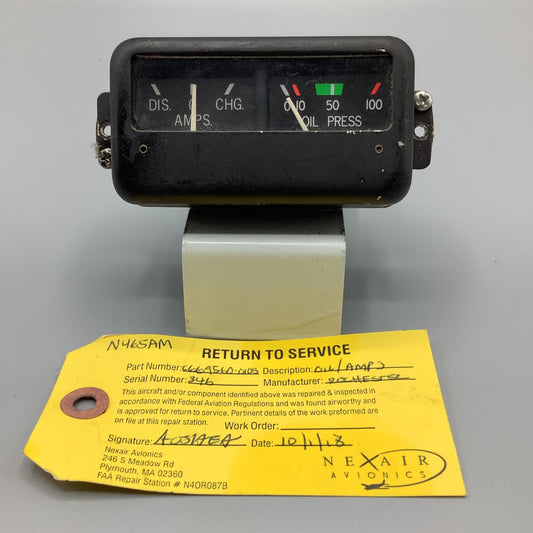 DIS. 0 CHG.
AMPS.
0 10 50 100
OIL PRESS
N465AM
RETURN TO SERVICE
Part Number: Description: Oil/AMPS
Serial Number: 846 Manufacturer: ROCHESTER
This aircraft and/or component identified above was repaired & inspected in
accordance with Federal Aviation Regulations and was found airworthy and
is approved for return to service. Pertinent details of the work preformed are
on file at this repair station.
Work Order:
Signature: Date: 10/1/18
Nexair Avionics
246 S Meadow Rd
Plymouth, MA 02360
FAA Repair Station # N4OR087B
NEXAIR
AVIONICS